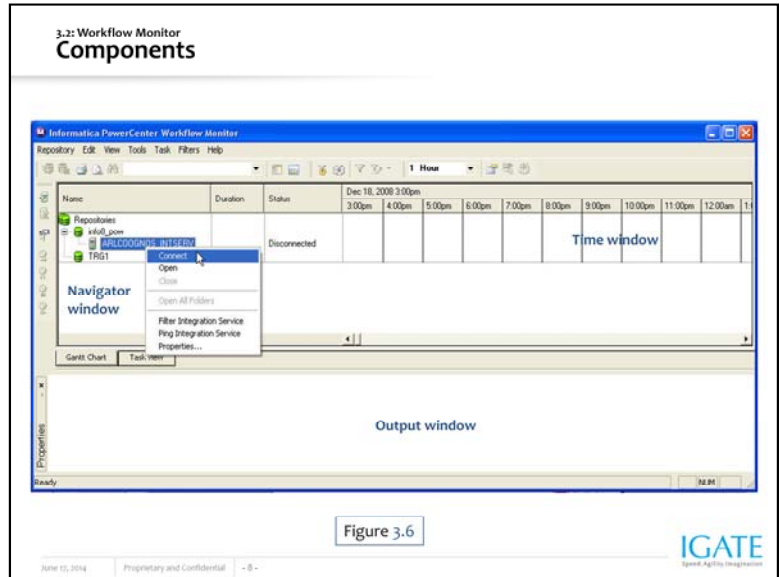 3.2: Workflow Monitor
Components
Informatica PowerCenter Workflow Monitor
Repository Edit View Tools Task Filters Help
1 Hour
Name Duration Status Dec 18, 2008 3:00pm
3:00pm 4:00pm 5:00pm 6:00pm 7:00pm 8:00pm 9:00pm 10:00pm 11:00pm 12:00am
Repositories
info8_pow
ARLCOOGNOS_INTSERV Disconnected
TRG1
Time window
Navigator
window
Connect
Open
Close
Open All Folders
Filter Integration Service
Ping Integration Service
Properties...
Gantt Chart Task View
Properties
Output window
Ready NUM
Figure 3.6
June 17, 2014 Proprietary and Confidential - 8 -
IGATE
Speed.Agility.Imagination